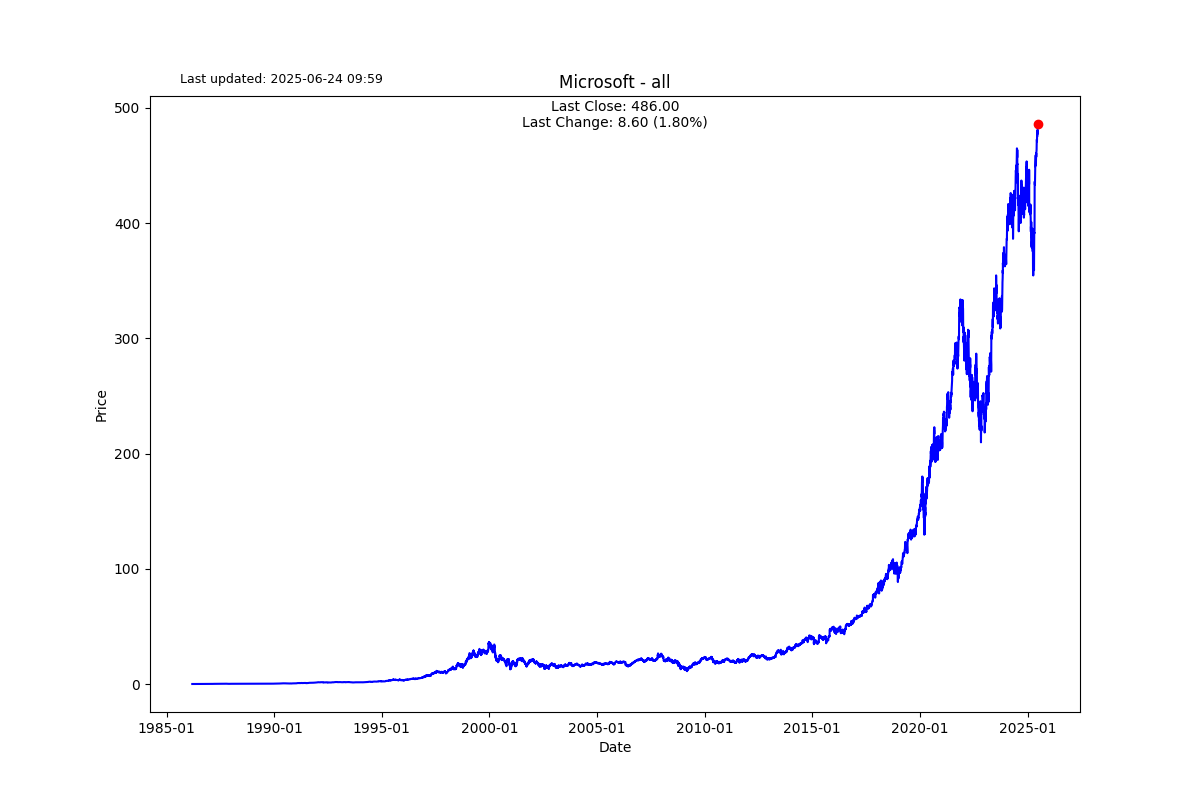 Last updated: 2025-06-24 09:59
Microsoft - all
Last Close: 486.00
Last Change: 8.60 (1.80%)
500
400
300
200
100
0
Price
1985-01 1990-01 1995-01 2000-01 2005-01 2010-01 2015-01 2020-01 2025-01
Date